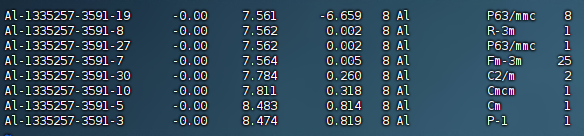 Al-1335257-3591-19 -0.00 7.561 -6.659 8 Al P63/mmc 8
Al-1335257-3591-8 -0.00 7.562 0.002 8 Al R-3m 1
Al-1335257-3591-27 -0.00 7.562 0.002 8 Al P63/mmc 1
Al-1335257-3591-7 -0.00 7.564 0.005 8 Al Fm-3m 25
Al-1335257-3591-30 -0.00 7.784 0.260 8 Al C2/m 2
Al-1335257-3591-10 -0.00 7.811 0.318 8 Al Cmcm 1
Al-1335257-3591-5 -0.00 8.483 0.814 8 Al Cm 1
Al-1335257-3591-3 -0.00 8.474 0.819 8 Al P-1 1